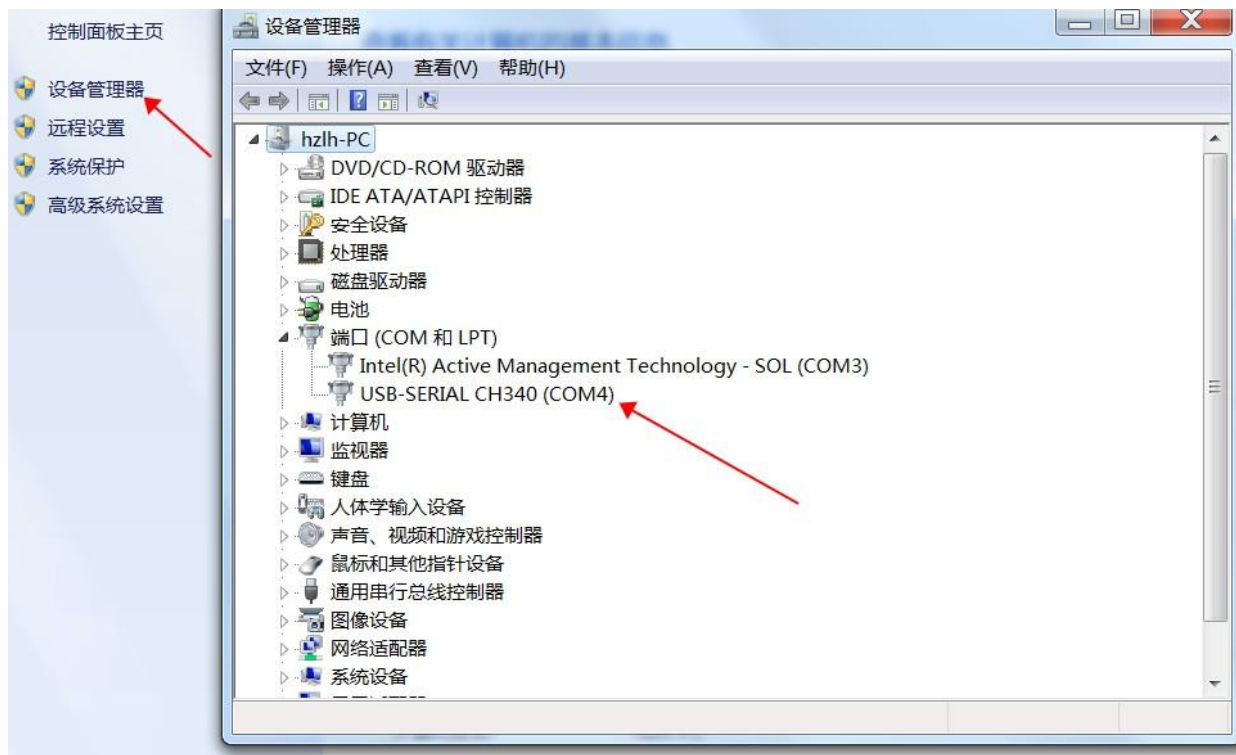 控制面板主页
设备管理器
远程设置
系统保护
高级系统设置
设备管理器
文件(F) 操作(A) 查看(V) 帮助(H)
hzlh-PC
DVD/CD-ROM 驱动器
IDE ATA/ATAPI 控制器
安全设备
处理器
磁盘驱动器
电池
端口 (COM 和 LPT)
Intel(R) Active Management Technology - SOL (COM3)
USB-SERIAL CH340 (COM4)
计算机
监视器
键盘
人体学输入设备
声音、视频和游戏控制器
鼠标和其他指针设备
通用串行总线控制器
图像设备
网络适配器
系统设备